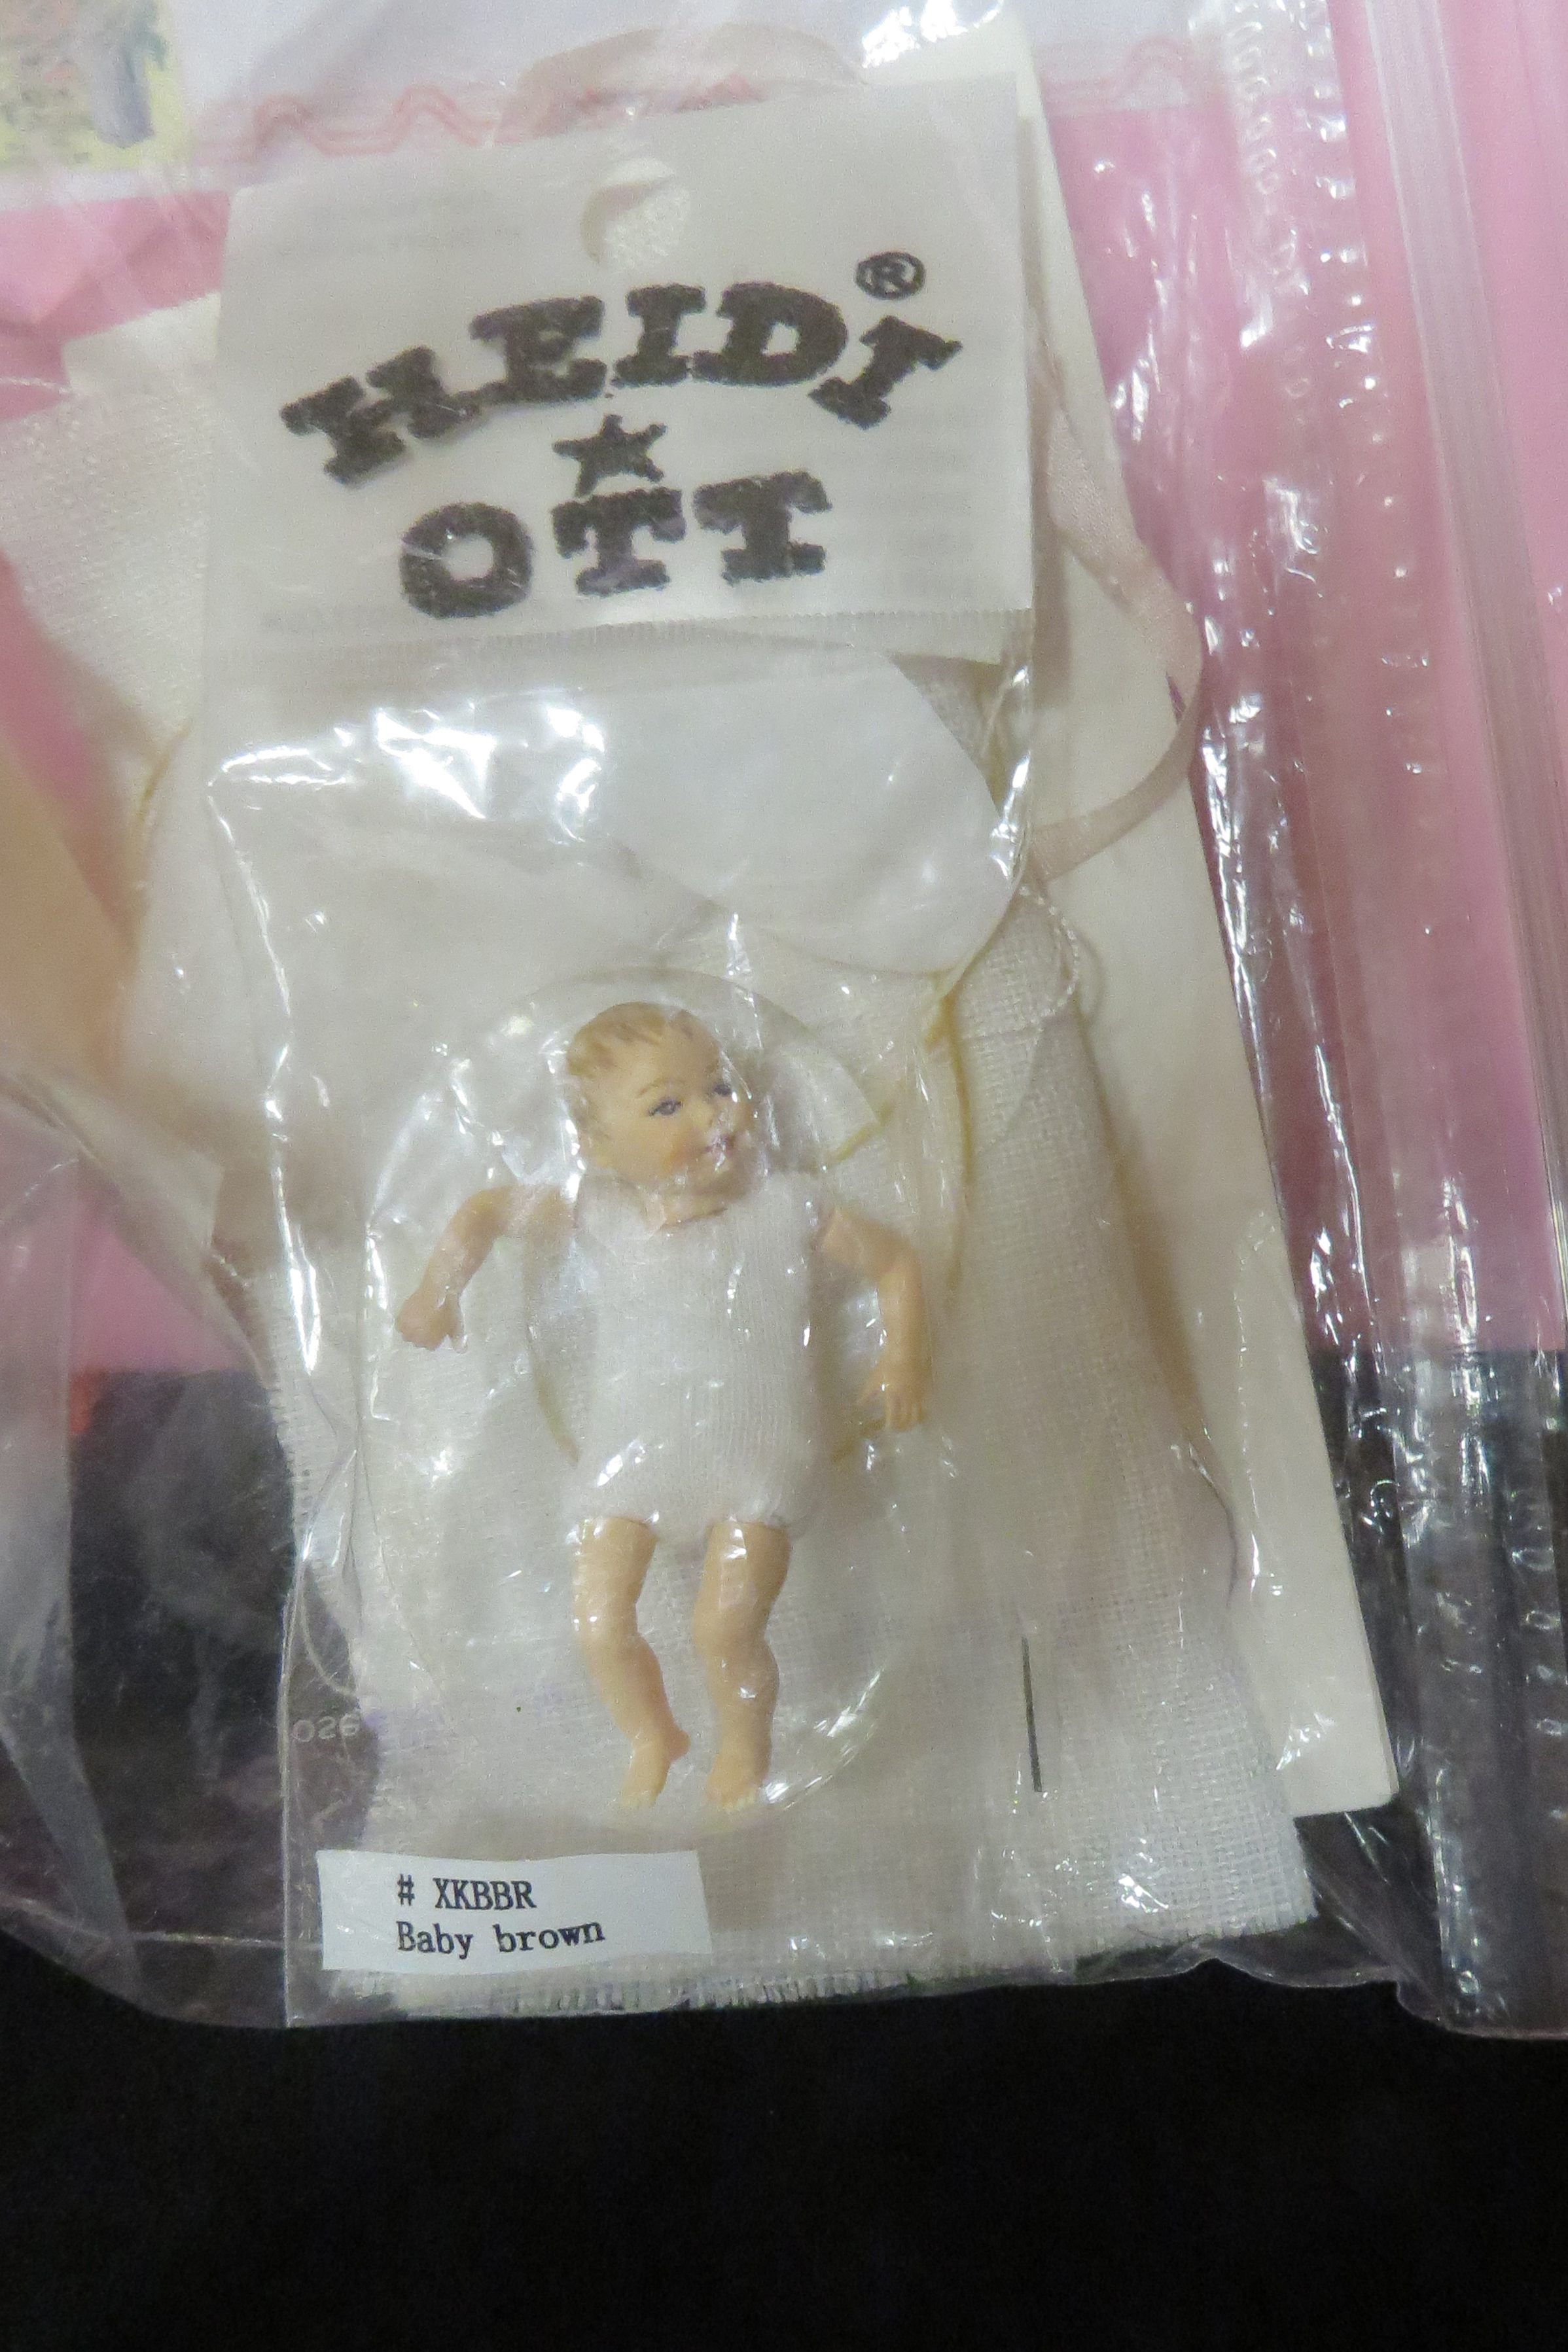 HEIDI®
★
OTT
# XKBBR
Baby brown